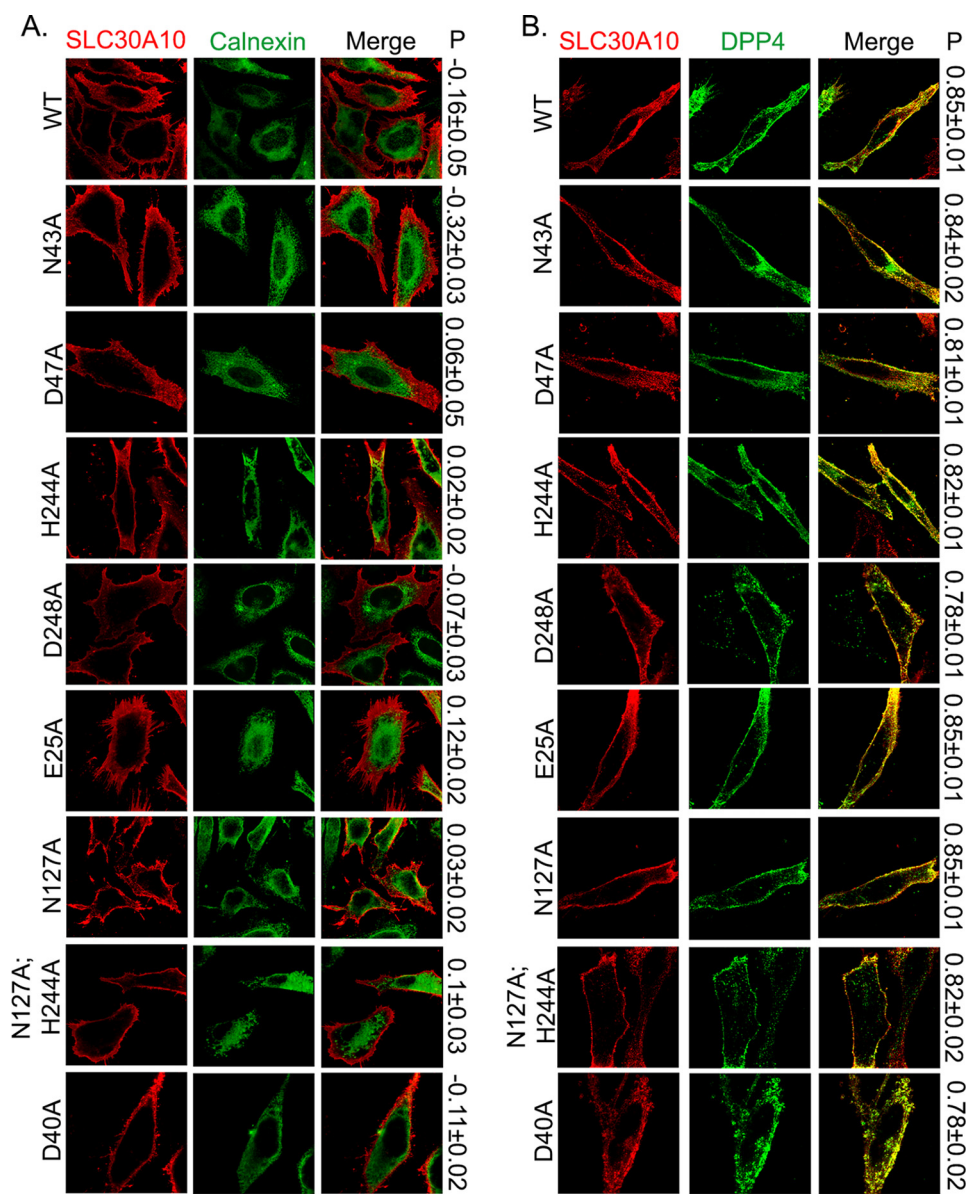 A.
SLC30A10 Calnexin Merge P
WT -0.16±0.05
N43A -0.32±0.03
D47A 0.06±0.05
H244A 0.02±0.02
D248A -0.07±0.03
E25A 0.12±0.02
N127A 0.03±0.02
N127A;
H244A 0.1±0.03
D40A -0.11±0.02
B.
SLC30A10 DPP4 Merge P
WT 0.85±0.01
N43A 0.84±0.02
D47A 0.81±0.01
H244A 0.82±0.01
D248A 0.78±0.01
E25A 0.85±0.01
N127A 0.85±0.01
N127A;
H244A 0.82±0.02
D40A 0.78±0.02